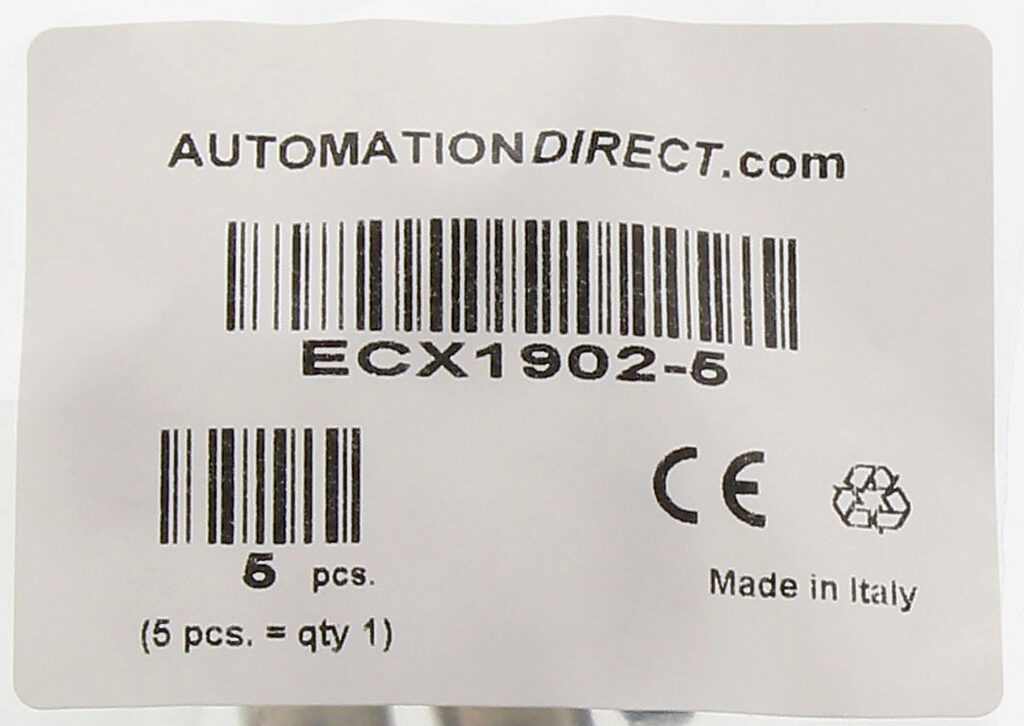 AUTOMATIONDIRECT.com
ECX1902-5
5 pcs.
(5 pcs. = qty 1)
CE
Made in Italy